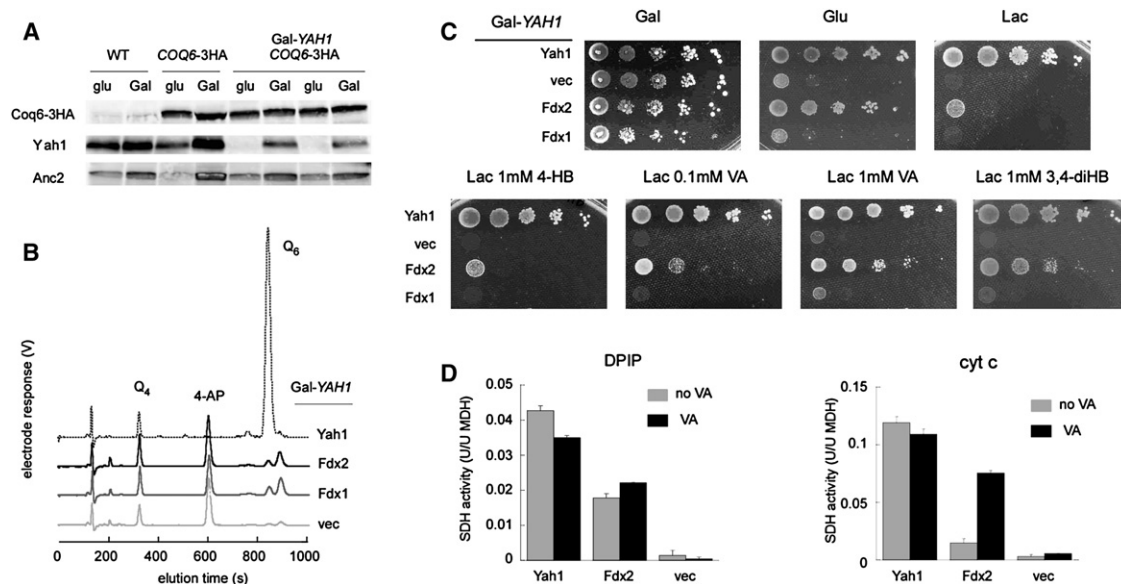 A
WT
COQ6-3HA
Gal-YAH1
COQ6-3HA
glu Gal glu Gal glu Gal glu Gal
Coq6-3HA
Yah1
Anc2
B
Q6
Q4
4-AP
Gal-YAH1
Yah1
Fdx2
Fdx1
vec
electrode response (V)
0 200 400 600 800 1000
elution time (s)
C
Gal-YAH1
Gal
Glu
Lac
Yah1
vec
Fdx2
Fdx1
Lac 1mM 4-HB
Lac 0.1mM VA
Lac 1mM VA
Lac 1mM 3,4-diHB
Yah1
vec
Fdx2
Fdx1
D
DPIP
SDH activity (U/U MDH)
0.05
0.04
0.03
0.02
0.01
0
no VA
VA
Yah1 Fdx2 vec
cyt c
SDH activity (U/U MDH)
0.15
0.1
0.05
0
no VA
VA
Yah1 Fdx2 vec